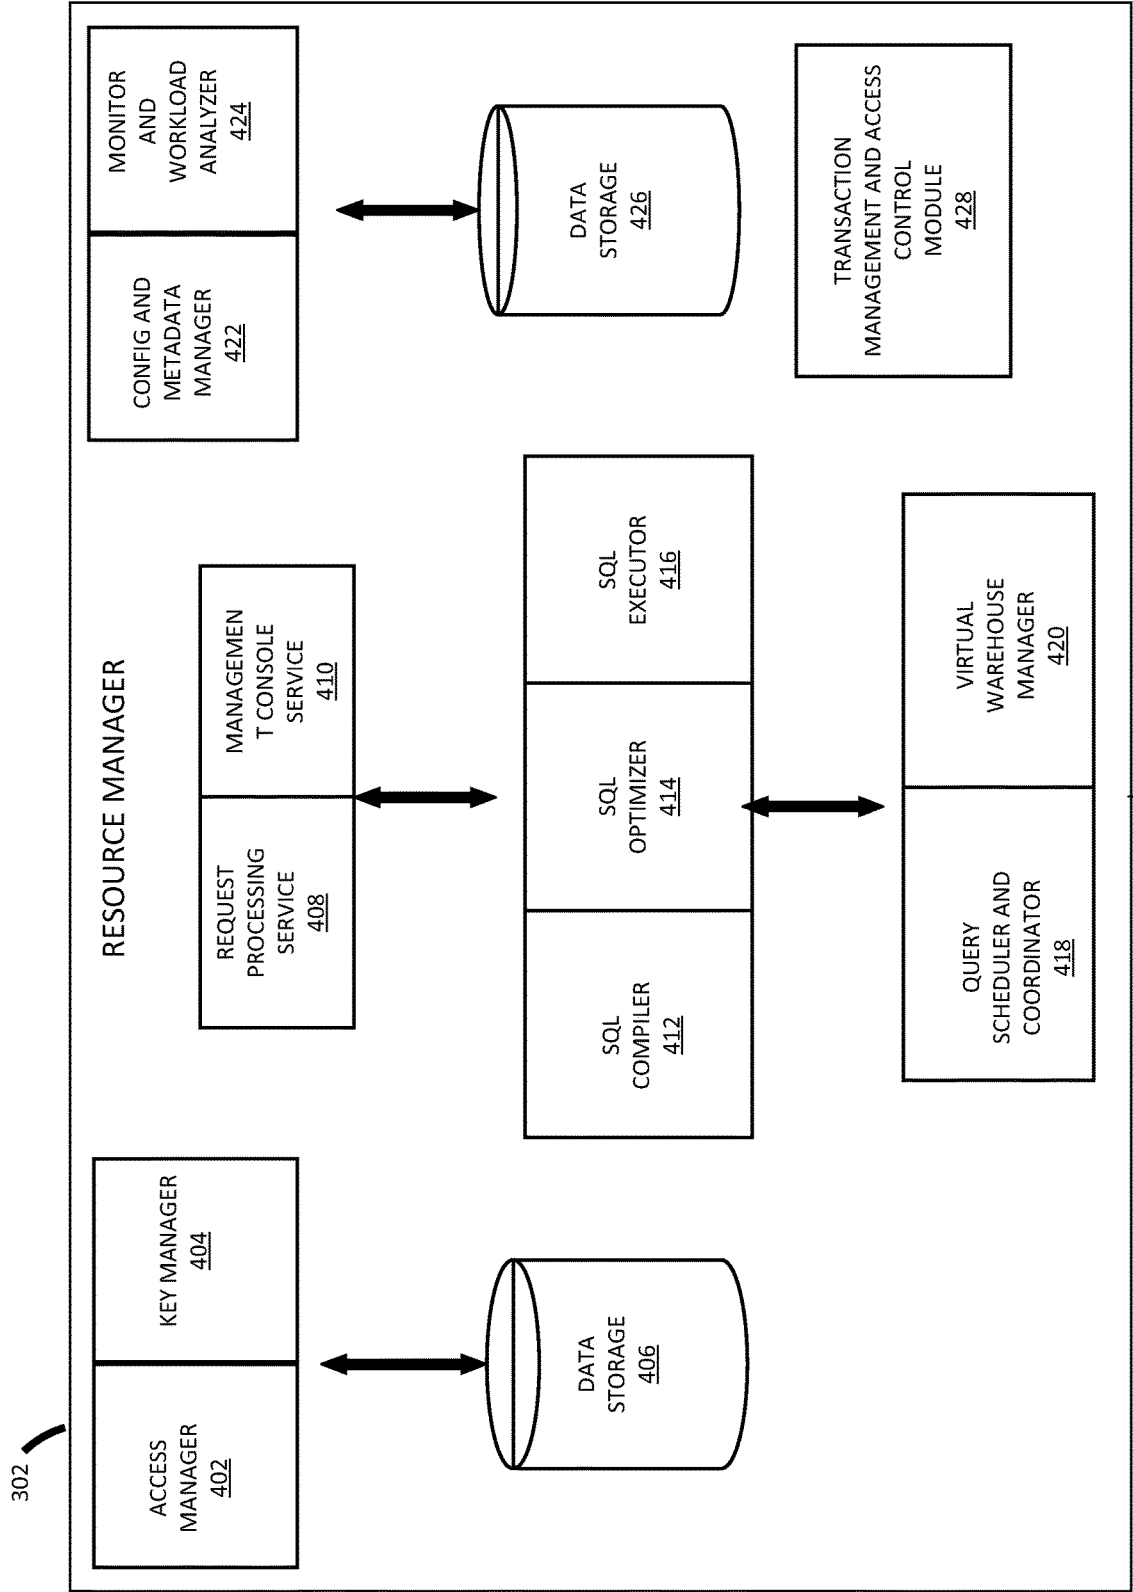 302
RESOURCE MANAGER
ACCESS
MANAGER
402
KEY MANAGER
404
DATA
STORAGE
406
REQUEST
PROCESSING
SERVICE
408
MANAGEMEN
T CONSOLE
SERVICE
410
SQL
COMPILER
412
SQL
OPTIMIZER
414
SQL
EXECUTOR
416
QUERY
SCHEDULER AND
COORDINATOR
418
VIRTUAL
WAREHOUSE
MANAGER
420
CONFIG AND
METADATA
MANAGER
422
MONITOR
AND
WORKLOAD
ANALYZER
424
DATA
STORAGE
426
TRANSACTION
MANAGEMENT AND ACCESS
CONTROL
MODULE
428